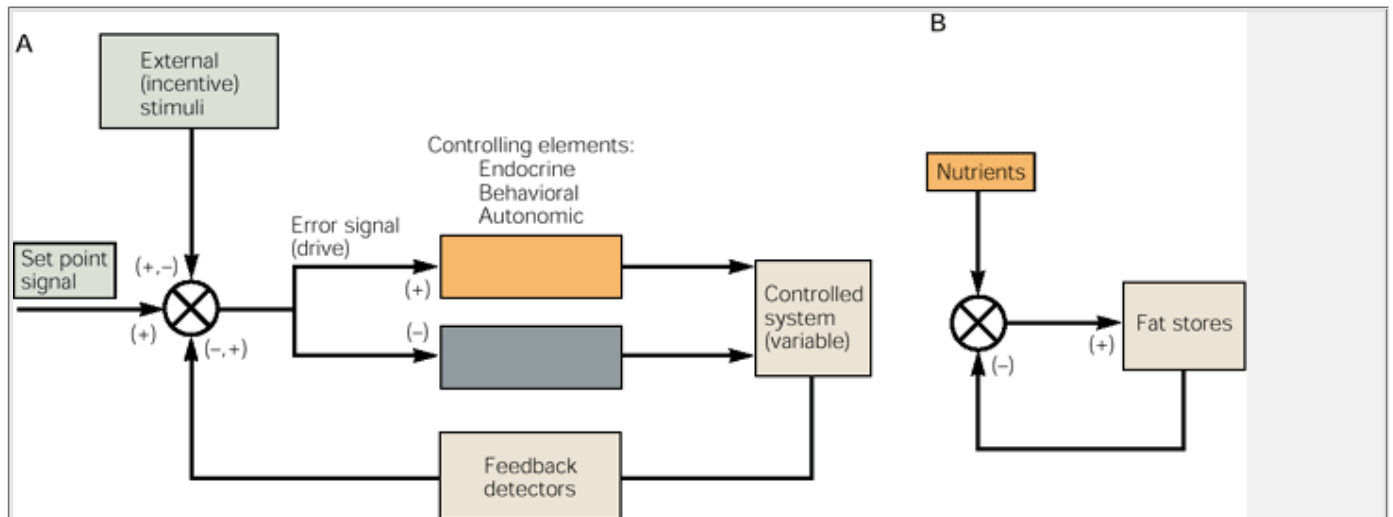 A
External
(incentive)
stimuli
Set point
signal
(+,–)
(+)
(–,+)
Error signal
(drive)
(+)
(–)
Controlling elements:
Endocrine
Behavioral
Autonomic
Controlled
system
(variable)
Feedback
detectors
B
Nutrients
(–)
(+)
Fat stores